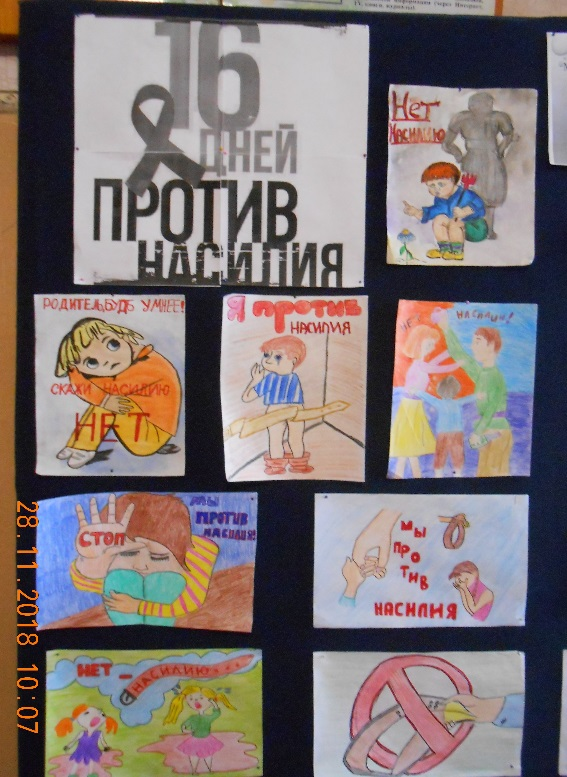 16
ДНЕЙ
ПРОТИВ
НАСИЛИЯ
Нет
Насилию
РОДИТЕЛЬ,БУДЬ УМНЕЕ!
СКАЖИ НАСИЛИЮ
НЕТ
Я ПРОТИВ
НАСИЛИЯ
НЕТ НАСИЛИЮ!
СТОП
МЫ
ПРОТИВ
НАСИЛИЯ!
МЫ
ПРО
ТИВ
НАСИЛИЯ
НЕТ_
НАСИЛИЮ...
28.11.2018 10:07